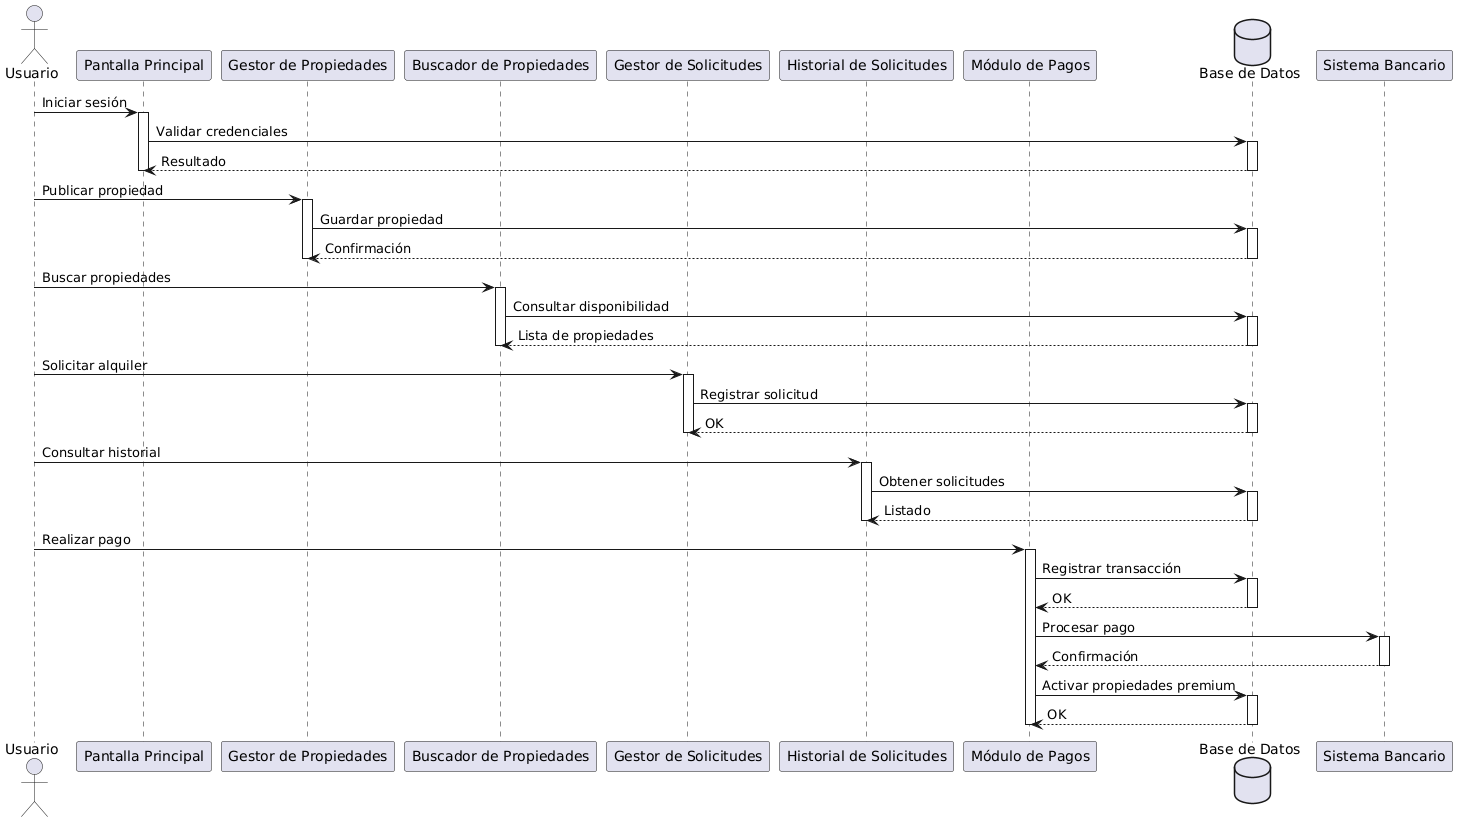 Usuario
Pantalla Principal
Gestor de Propiedades
Buscador de Propiedades
Gestor de Solicitudes
Historial de Solicitudes
Módulo de Pagos
Base de Datos
Sistema Bancario
Iniciar sesión
Validar credenciales
Resultado
Publicar propiedad
Guardar propiedad
Confirmación
Buscar propiedades
Consultar disponibilidad
Lista de propiedades
Solicitar alquiler
Registrar solicitud
OK
Consultar historial
Obtener solicitudes
Listado
Realizar pago
Registrar transacción
OK
Procesar pago
Confirmación
Activar propiedades premium
OK
Usuario
Pantalla Principal
Gestor de Propiedades
Buscador de Propiedades
Gestor de Solicitudes
Historial de Solicitudes
Módulo de Pagos
Base de Datos
Sistema Bancario